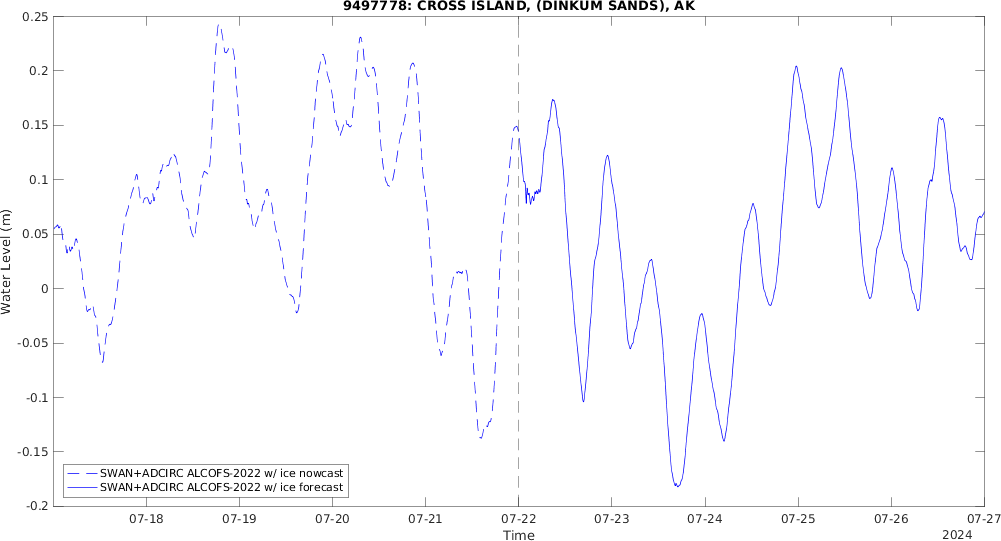 9497778: CROSS ISLAND, (DINKUM SANDS), AK
0.25
0.2
0.15
0.1
0.05
0
-0.05
-0.1
-0.15
-0.2
Water Level (m)
SWAN+ADCIRC ALCOFS-2022 w/ ice nowcast
SWAN+ADCIRC ALCOFS-2022 w/ ice forecast
07-18 07-19 07-20 07-21 07-22 07-23 07-24 07-25 07-26 07-27
Time
2024